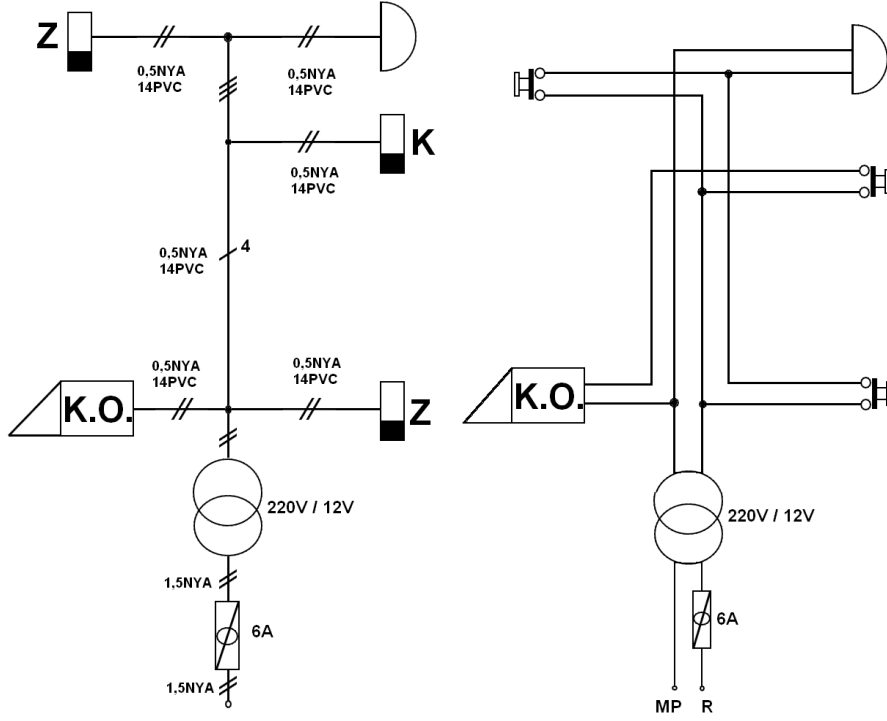 Z
0,5NYA
14PVC
0,5NYA
14PVC
K
0,5NYA
14PVC
4
0,5NYA
14PVC
0,5NYA
14PVC
0,5NYA
14PVC
K.O.
Z
220V / 12V
1,5NYA
6A
1,5NYA
K.O.
220V / 12V
6A
MP R